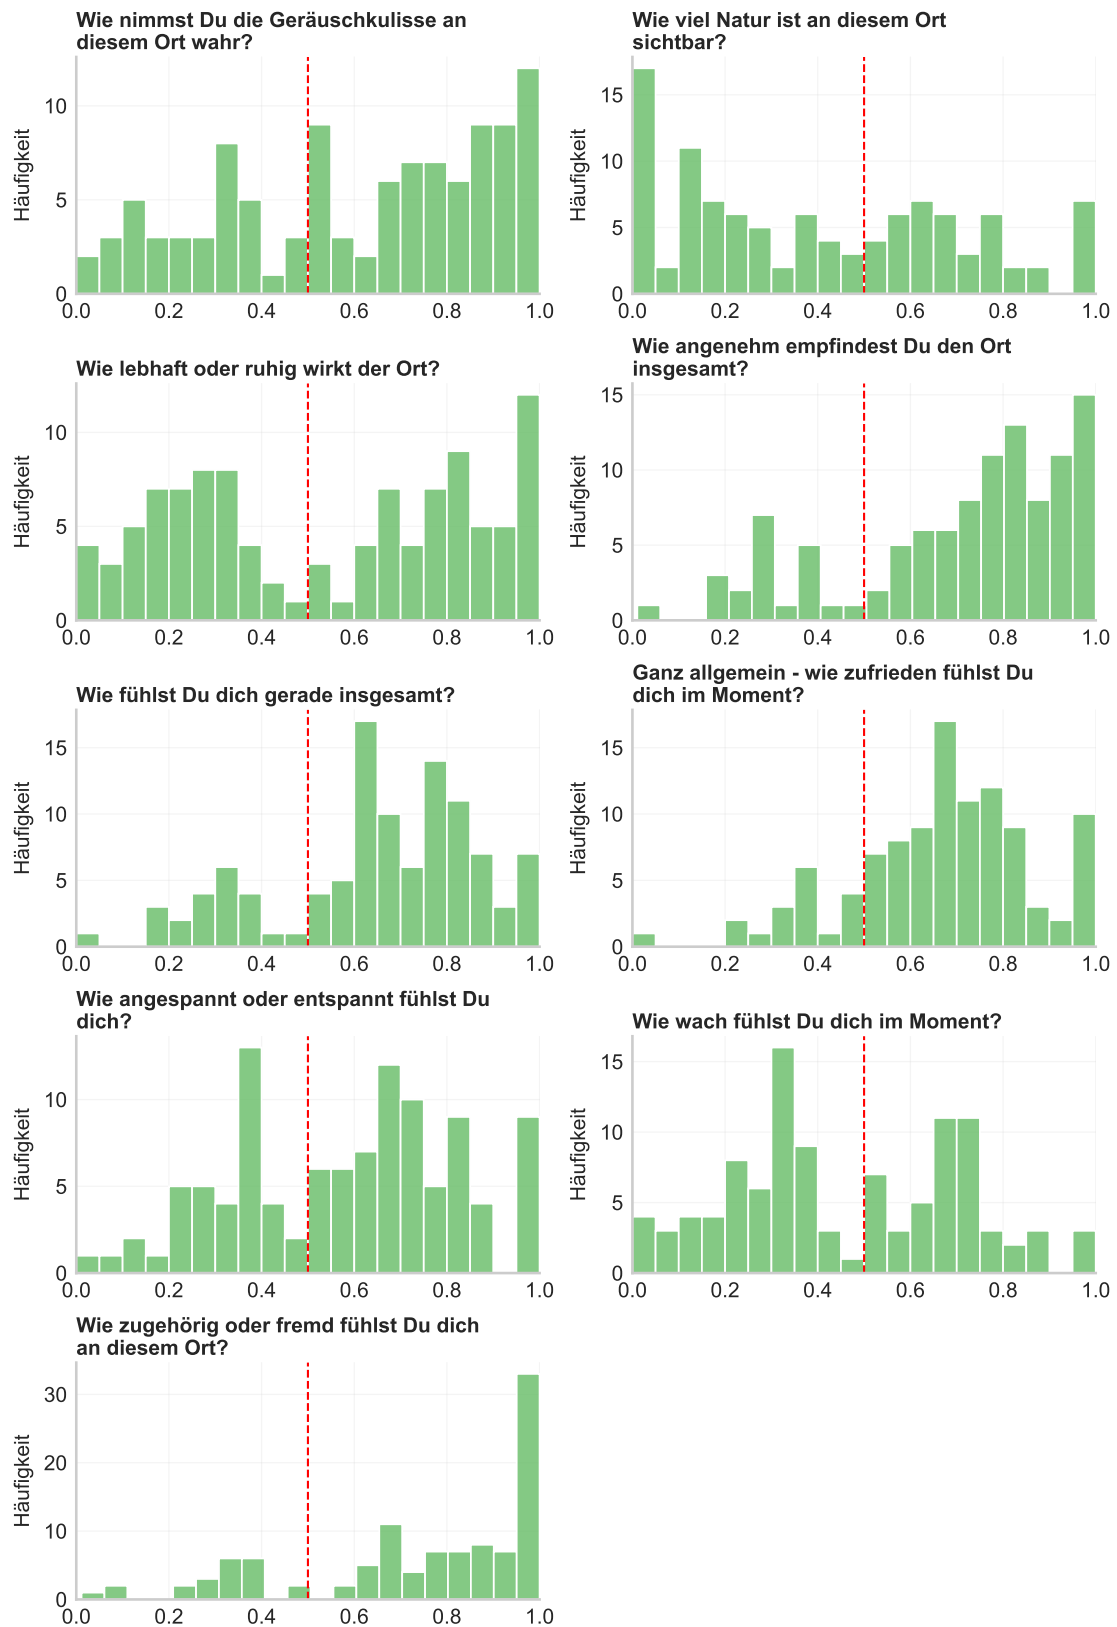 Wie nimmst Du die Geräuschkulisse an
diesem Ort wahr?
Häufigkeit
10
5
0
0.0 0.2 0.4 0.6 0.8 1.0
Wie viel Natur ist an diesem Ort
sichtbar?
Häufigkeit
15
10
5
0
0.0 0.2 0.4 0.6 0.8 1.0
Wie lebhaft oder ruhig wirkt der Ort?
Häufigkeit
10
5
0
0.0 0.2 0.4 0.6 0.8 1.0
Wie angenehm empfindest Du den Ort
insgesamt?
Häufigkeit
15
10
5
0
0.0 0.2 0.4 0.6 0.8 1.0
Wie fühlst Du dich gerade insgesamt?
Häufigkeit
15
10
5
0
0.0 0.2 0.4 0.6 0.8 1.0
Ganz allgemein - wie zufrieden fühlst Du
dich im Moment?
Häufigkeit
15
10
5
0
0.0 0.2 0.4 0.6 0.8 1.0
Wie angespannt oder entspannt fühlst Du
dich?
Häufigkeit
10
5
0
0.0 0.2 0.4 0.6 0.8 1.0
Wie wach fühlst Du dich im Moment?
Häufigkeit
15
10
5
0
0.0 0.2 0.4 0.6 0.8 1.0
Wie zugehörig oder fremd fühlst Du dich
an diesem Ort?
Häufigkeit
30
20
10
0
0.0 0.2 0.4 0.6 0.8 1.0